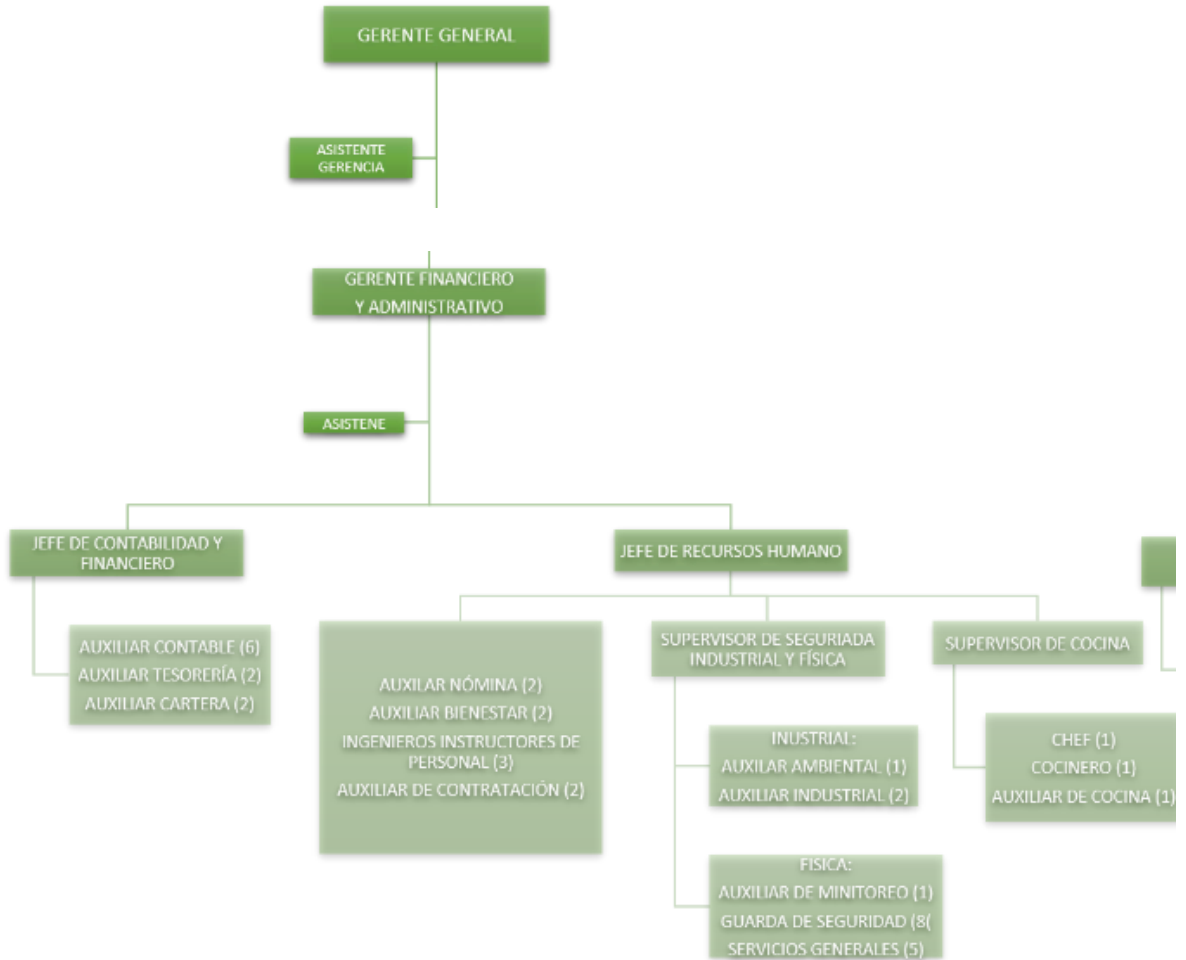 GERENTE GENERAL
ASISTENTE
GERENCIA
GERENTE FINANCIERO
Y ADMINISTRATIVO
ASISTENE
JEFE DE CONTABILIDAD Y
FINANCIERO
AUXILIAR CONTABLE (6)
AUXILIAR TESORERÍA (2)
AUXILIAR CARTERA (2)
JEFE DE RECURSOS HUMANO
AUXILAR NÓMINA (2)
AUXILIAR BIENESTAR (2)
INGENIEROS INSTRUCTORES DE
PERSONAL (3)
AUXILIAR DE CONTRATACIÓN (2)
SUPERVISOR DE SEGURIADA
INDUSTRIAL Y FÍSICA
INUSTRIAL:
AUXILAR AMBIENTAL (1)
AUXILIAR INDUSTRIAL (2)
FISICA:
AUXILIAR DE MINITOREO (1)
GUARDA DE SEGURIDAD (8(
SERVICIOS GENERALES (5)
SUPERVISOR DE COCINA
CHEF (1)
COCINERO (1)
AUXILIAR DE COCINA (1)